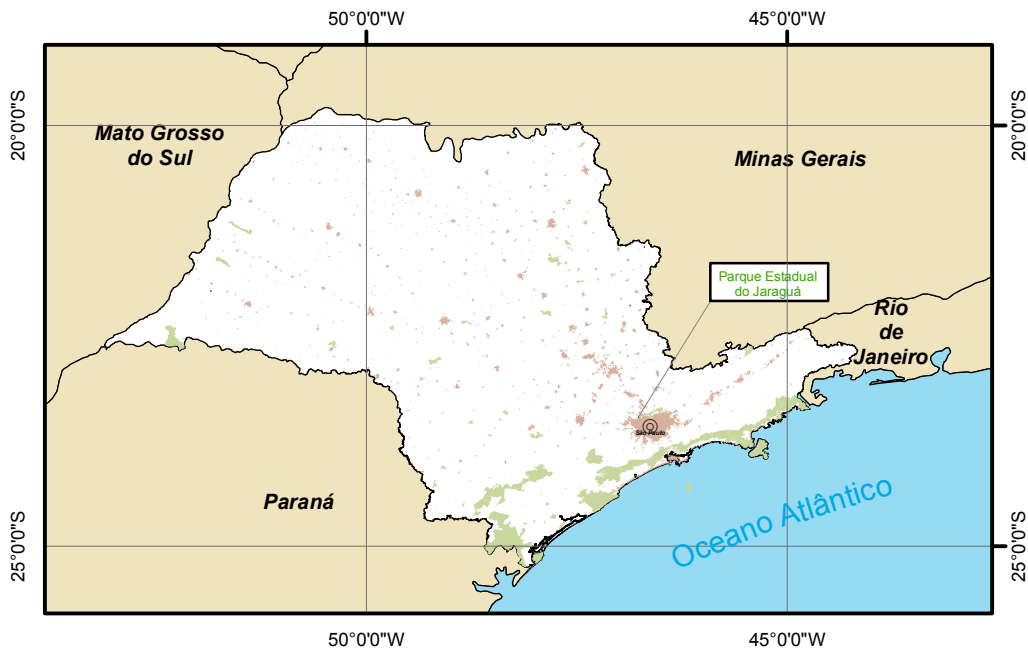 50°0'0"W
45°0'0"W
20°0'0"S
20°0'0"S
Mato Grosso
do Sul
Minas Gerais
Parque Estadual
do Jaraguá
Rio
de
Janeiro
São Paulo
Paraná
Oceano Atlântico
25°0'0"S
25°0'0"S
50°0'0"W
45°0'0"W